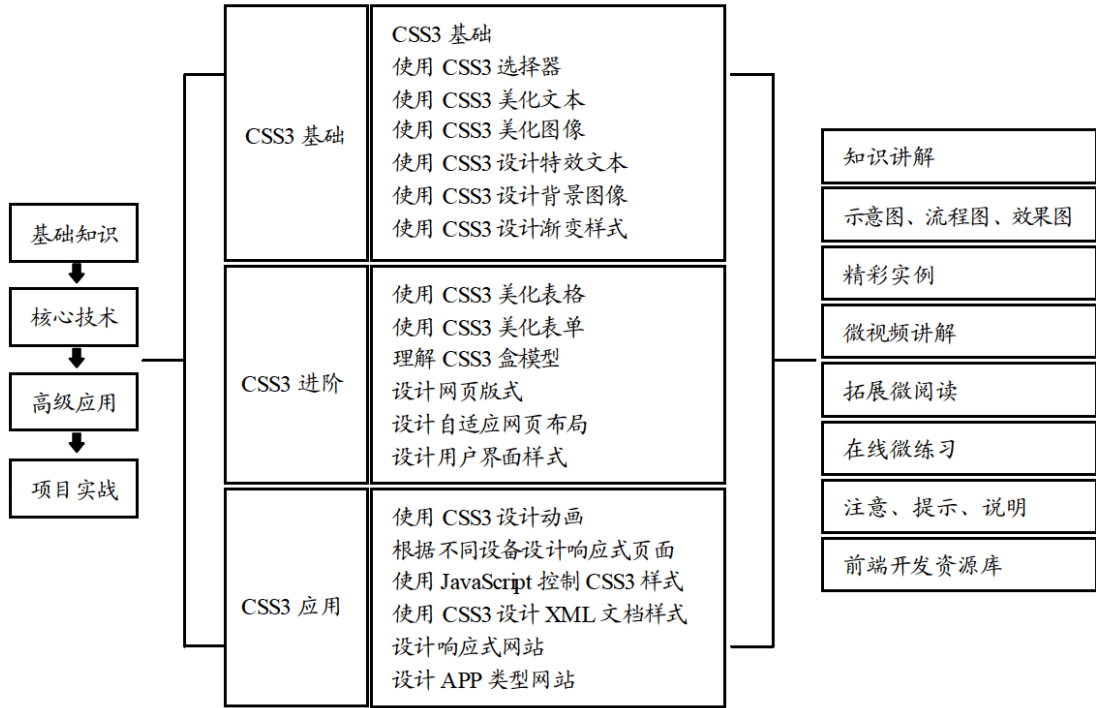 基础知识
核心技术
高级应用
项目实战
CSS3 基础
CSS3 基础
使用 CSS3 选择器
使用 CSS3 美化文本
使用 CSS3 美化图像
使用 CSS3 设计特效文本
使用 CSS3 设计背景图像
使用 CSS3 设计渐变样式
CSS3 进阶
使用 CSS3 美化表格
使用 CSS3 美化表单
理解 CSS3 盒模型
设计网页版式
设计自适应网页布局
设计用户界面样式
CSS3 应用
使用 CSS3 设计动画
根据不同设备设计响应式页面
使用 JavaScript 控制 CSS3 样式
使用 CSS3 设计 XML 文档样式
设计响应式网站
设计 APP 类型网站
知识讲解
示意图、流程图、效果图
精彩实例
微视频讲解
拓展微阅读
在线微练习
注意、提示、说明
前端开发资源库